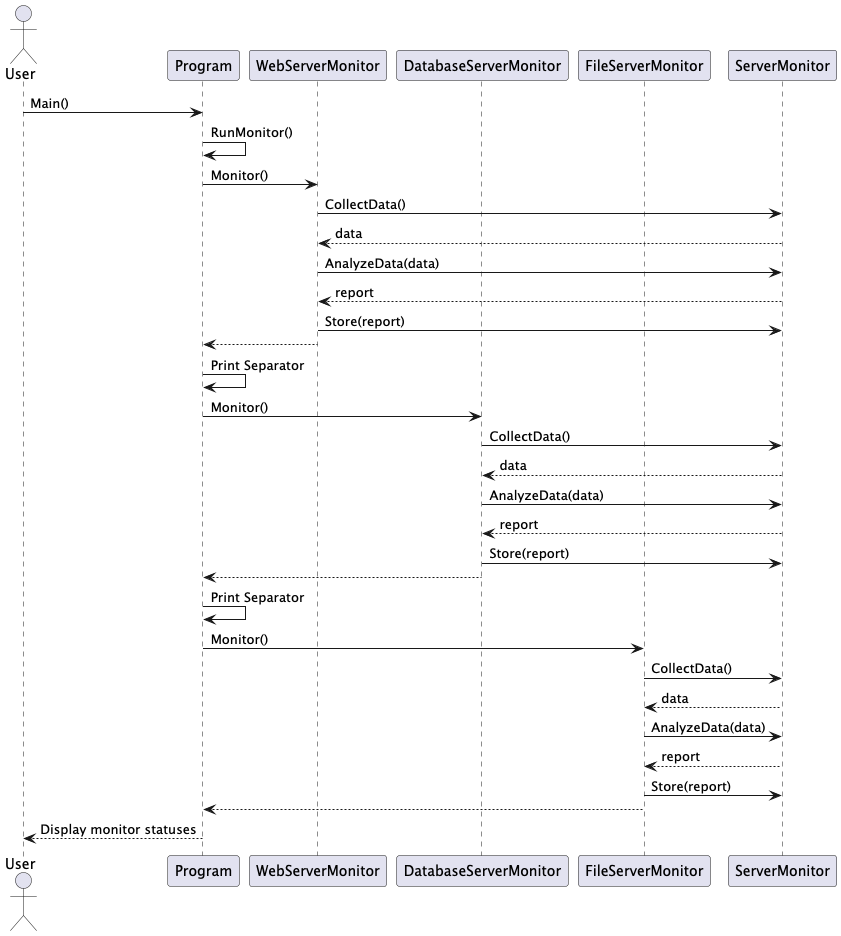 User
Program
WebServerMonitor
DatabaseServerMonitor
FileServerMonitor
ServerMonitor
Main()
RunMonitor()
Monitor()
CollectData()
data
AnalyzeData(data)
report
Store(report)
Print Separator
Monitor()
CollectData()
data
AnalyzeData(data)
report
Store(report)
Print Separator
Monitor()
CollectData()
data
AnalyzeData(data)
report
Store(report)
Display monitor statuses
User
Program
WebServerMonitor
DatabaseServerMonitor
FileServerMonitor
ServerMonitor